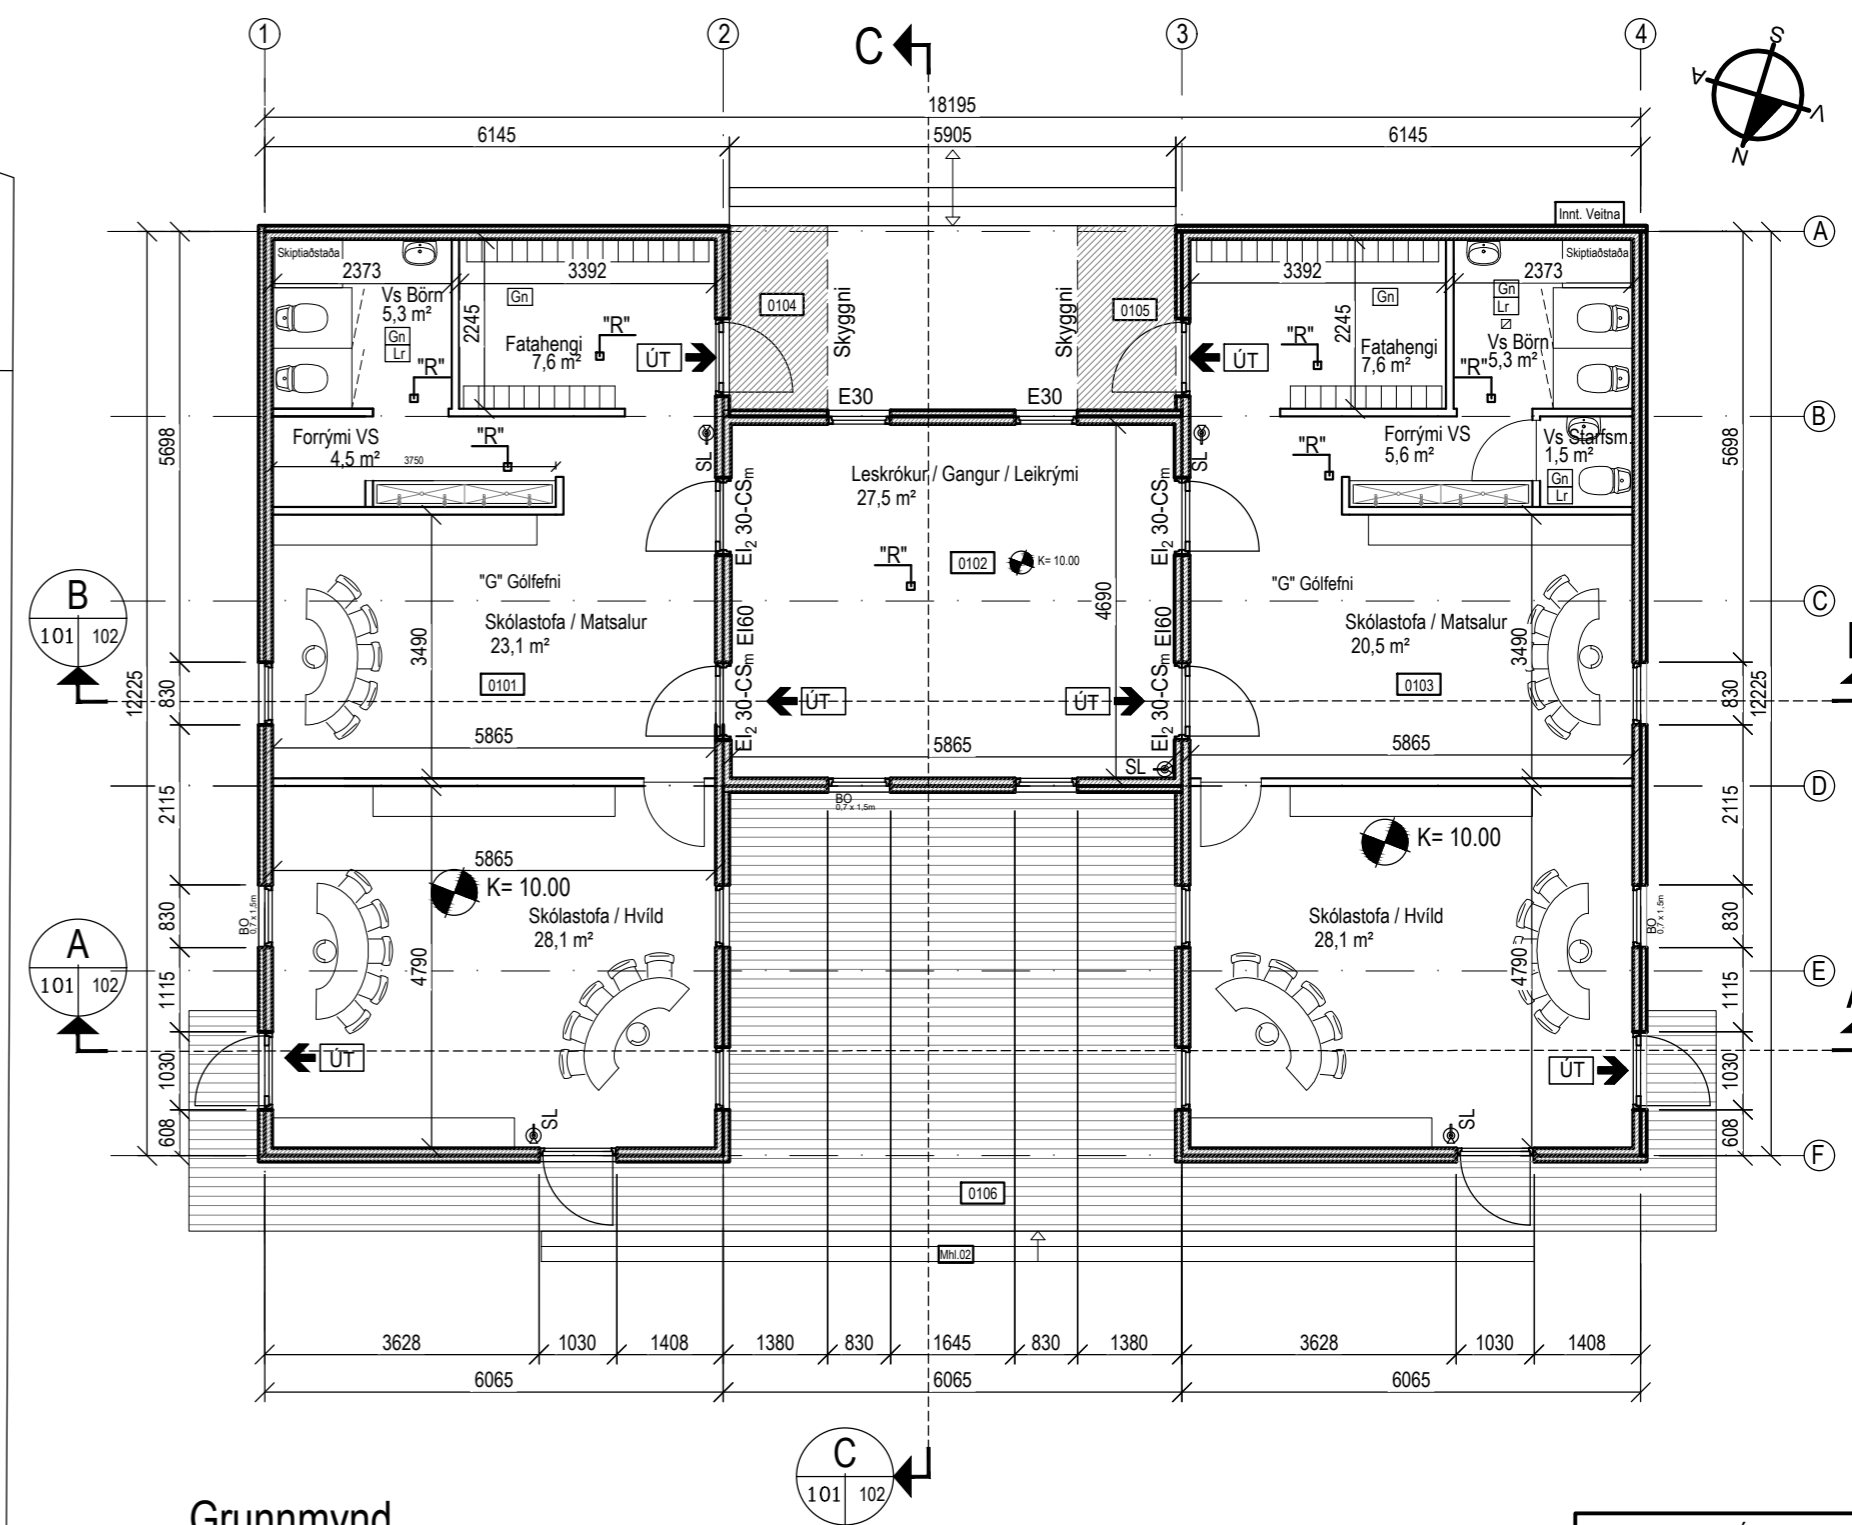 1
2
3
4
C
S
A
V
N
18195
6145
5905
6145
Innt. Veitna
A
B
C
D
E
F
Skiptiaðstaða
2373
3392
Vs Börn
5,3 m²
Gn
Lr
"R"
2245
Gn
Fatahengi
7,6 m²
"R"
ÚT
0104
Skyggni
Skyggni
0105
E30
E30
ÚT
3392
2373
Skiptiaðstaða
2245
Gn
"R"
Fatahengi
7,6 m²
Gn
Lr
Vs Börn
5,3 m²
"R"
Forrými VS
4,5 m²
3750
"R"
SL
Leskrókur / Gangur / Leikrými
27,5 m²
"R"
0102
K= 10.00
4690
SL
"R"
Forrými VS
5,6 m²
Vs Starfsm.
1,5 m²
Gn
Lr
5698
12225
830
2115
830
1115
1030
608
5698
830
12225
2115
830
1115
1030
608
B
101 102
A
101 102
"G" Gólfefni
Skólastofa / Matsalur
23,1 m²
0101
3490
5865
EI₂ 30-CSm
EI60
EI₂ 30-CSm
ÚT
ÚT
5865
SL
EI₂ 30-CSm
EI60
EI₂ 30-CSm
"G" Gólfefni
Skólastofa / Matsalur
20,5 m²
0103
3490
5865
BO
0,7 x 1,5m
5865
K= 10.00
Skólastofa / Hvíld
28,1 m²
4790
BO
0,7 x 1,5m
ÚT
SL
K= 10.00
Skólastofa / Hvíld
28,1 m²
4790
BO
0,7 x 1,5m
ÚT
SL
0106
Mhl.02
3628
1030
1408
1380
830
1645
830
1380
3628
1030
1408
6065
6065
6065
C
101 102
Grunnmynd